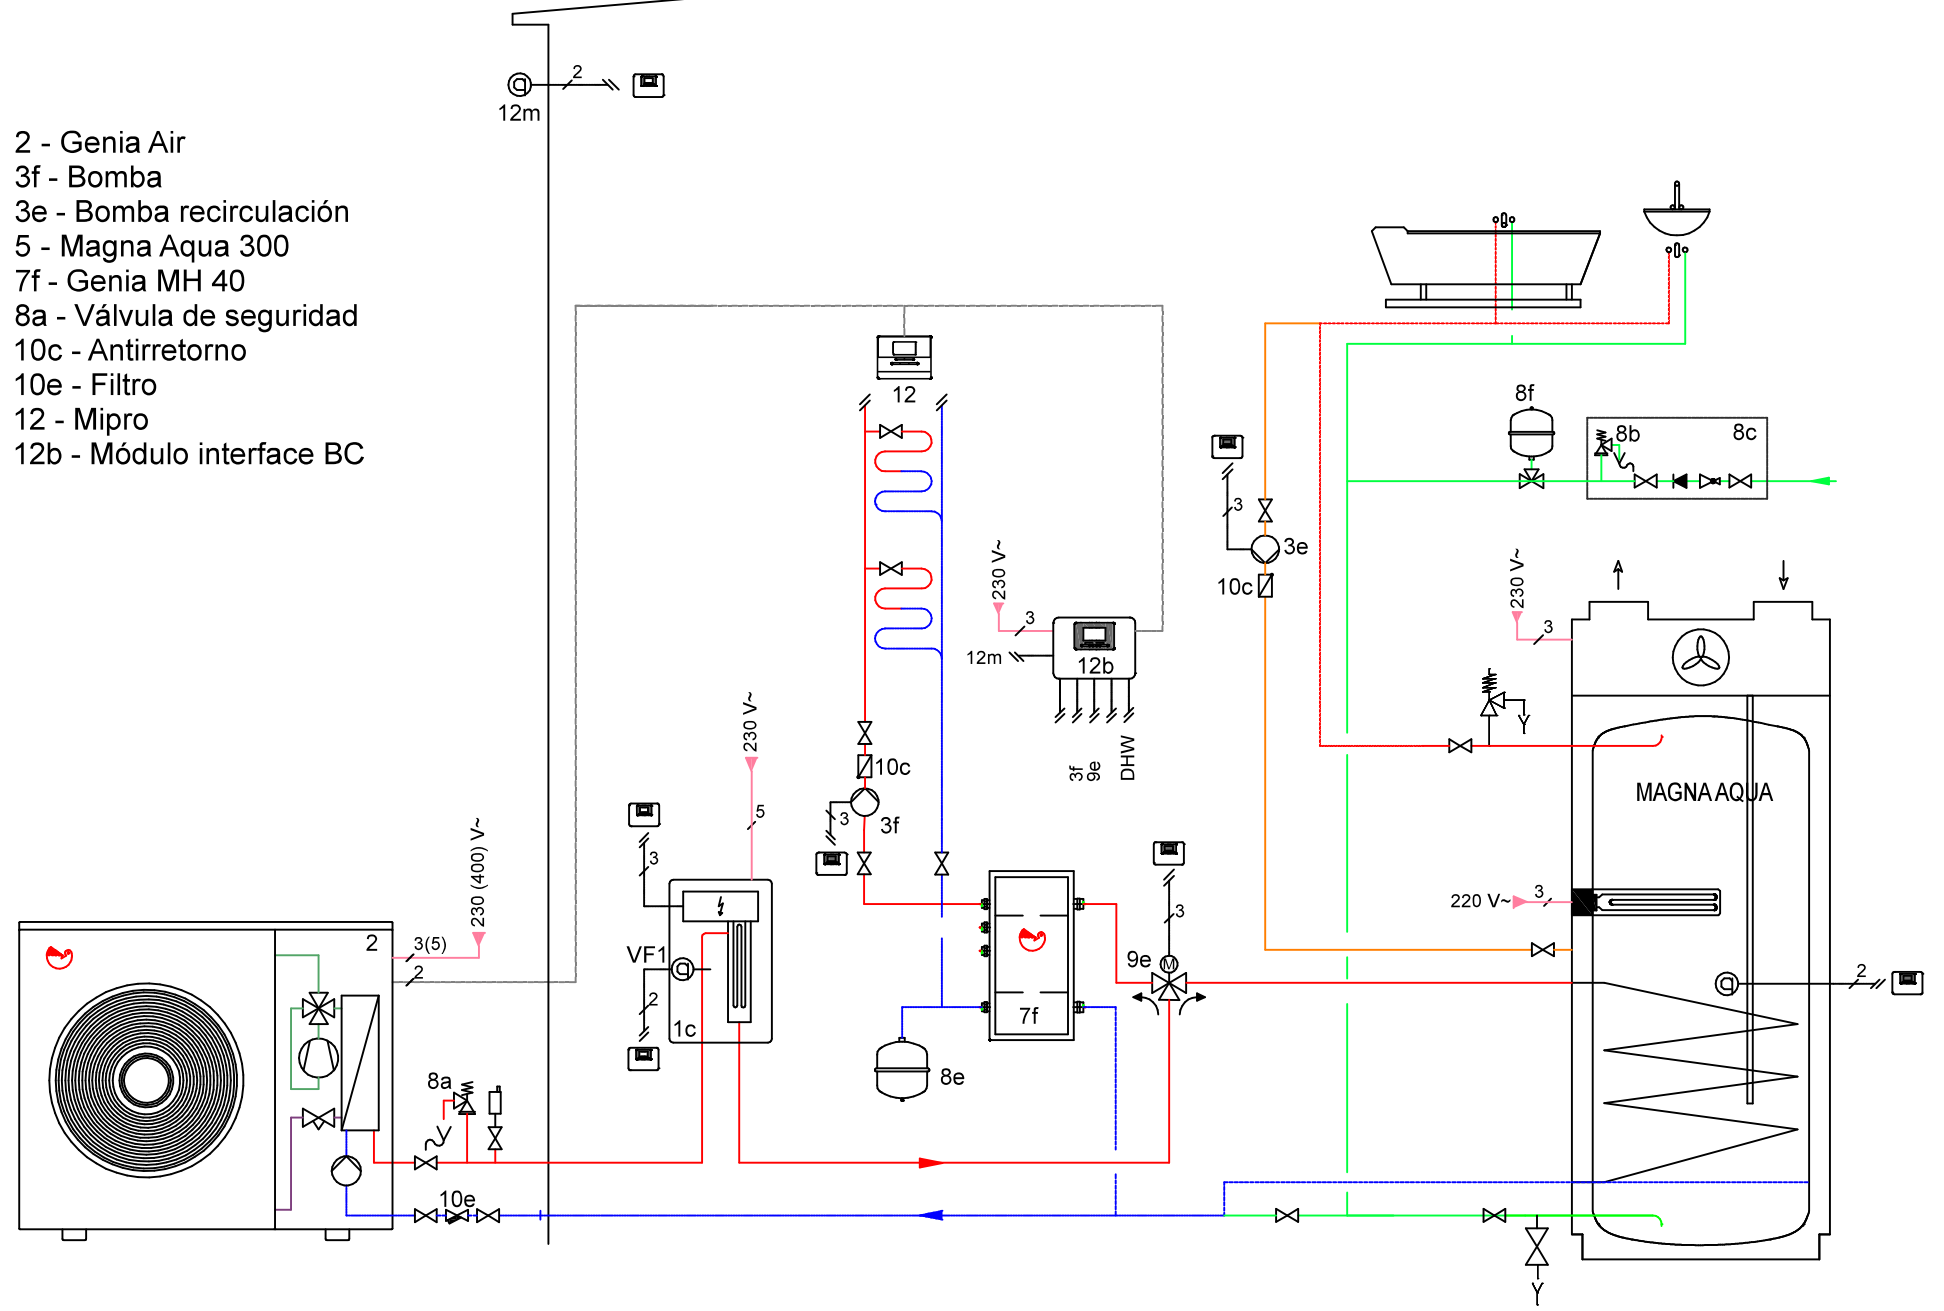 2
12m
2 - Genia Air
3f - Bomba
3e - Bomba recirculación
5 - Magna Aqua 300
7f - Genia MH 40
8a - Válvula de seguridad
10c - Antirretorno
10e - Filtro
12 - Mipro
12b - Módulo interface BC
12
8f
8b
8c
3
3e
10c
230 V~
3
230 V~
3
12m
12b
3f
9e
DHW
230 V~
5
10c
3
3f
MAGNA AQUA
230 (400) V~
3
3(5)
2
2
VF1
2
1c
3
9e
M
220 V~
3
2
7f
8e
8a
10e